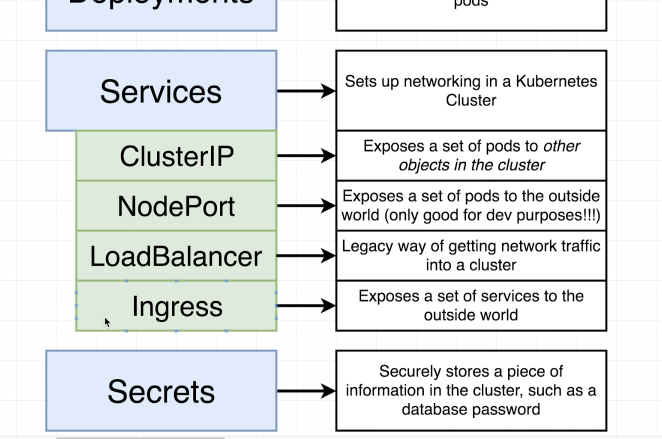 Deployments
pods
Services
Sets up networking in a Kubernetes
Cluster
ClusterIP
Exposes a set of pods to other
objects in the cluster
NodePort
Exposes a set of pods to the outside
world (only good for dev purposes!!!)
LoadBalancer
Legacy way of getting network traffic
into a cluster
Ingress
Exposes a set of services to the
outside world
Secrets
Securely stores a piece of
information in the cluster, such as a
database password